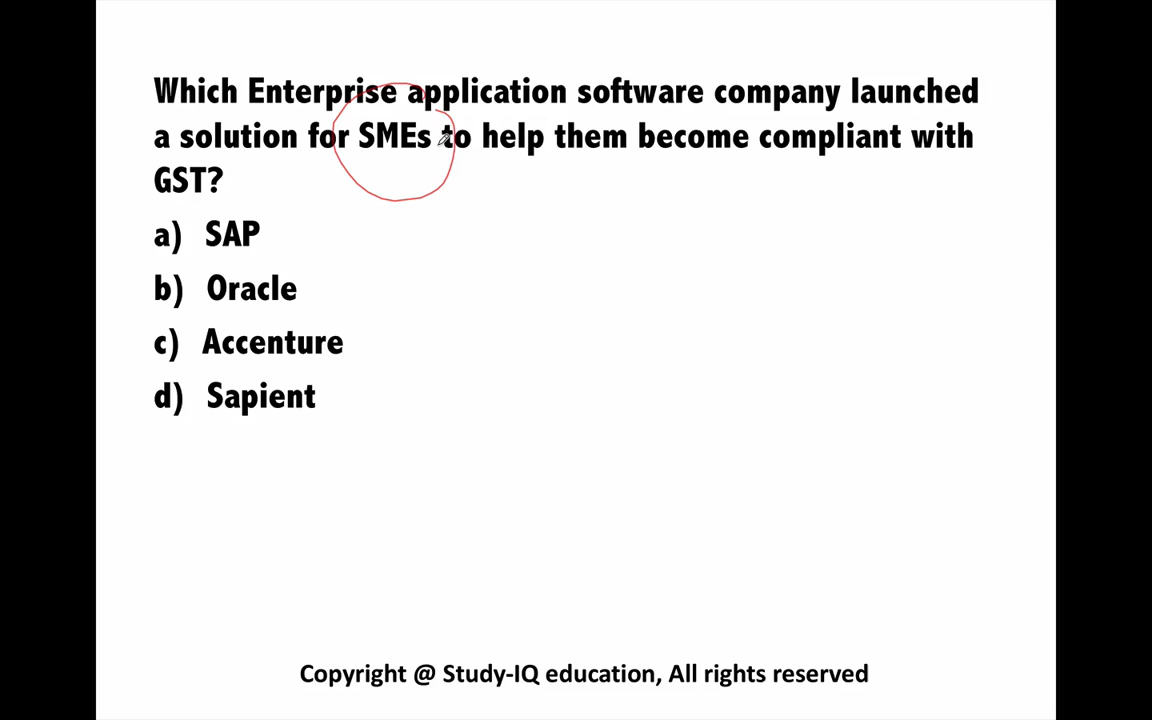 Which Enterprise application software company launched
a solution for SMEs to help them become compliant with
GST?
a) SAP
b) Oracle
c) Accenture
d) Sapient
Copyright @ Study-IQ education, All rights reserved